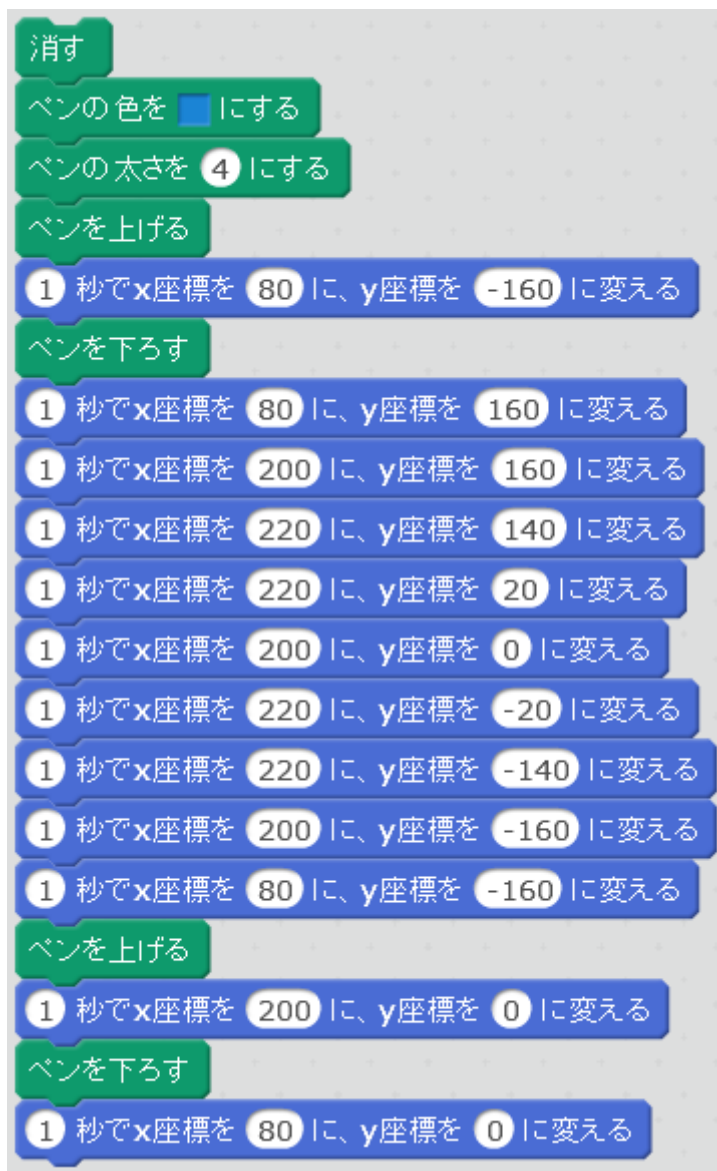 消す
ペンの色を にする
ペンの太さを 4 にする
ペンを上げる
1 秒でx座標を 80 に、y座標を -160 に変える
ペンを下ろす
1 秒でx座標を 80 に、y座標を 160 に変える
1 秒でx座標を 200 に、y座標を 160 に変える
1 秒でx座標を 220 に、y座標を 140 に変える
1 秒でx座標を 220 に、y座標を 20 に変える
1 秒でx座標を 200 に、y座標を 0 に変える
1 秒でx座標を 220 に、y座標を -20 に変える
1 秒でx座標を 220 に、y座標を -140 に変える
1 秒でx座標を 200 に、y座標を -160 に変える
1 秒でx座標を 80 に、y座標を -160 に変える
ペンを上げる
1 秒でx座標を 200 に、y座標を 0 に変える
ペンを下ろす
1 秒でx座標を 80 に、y座標を 0 に変える